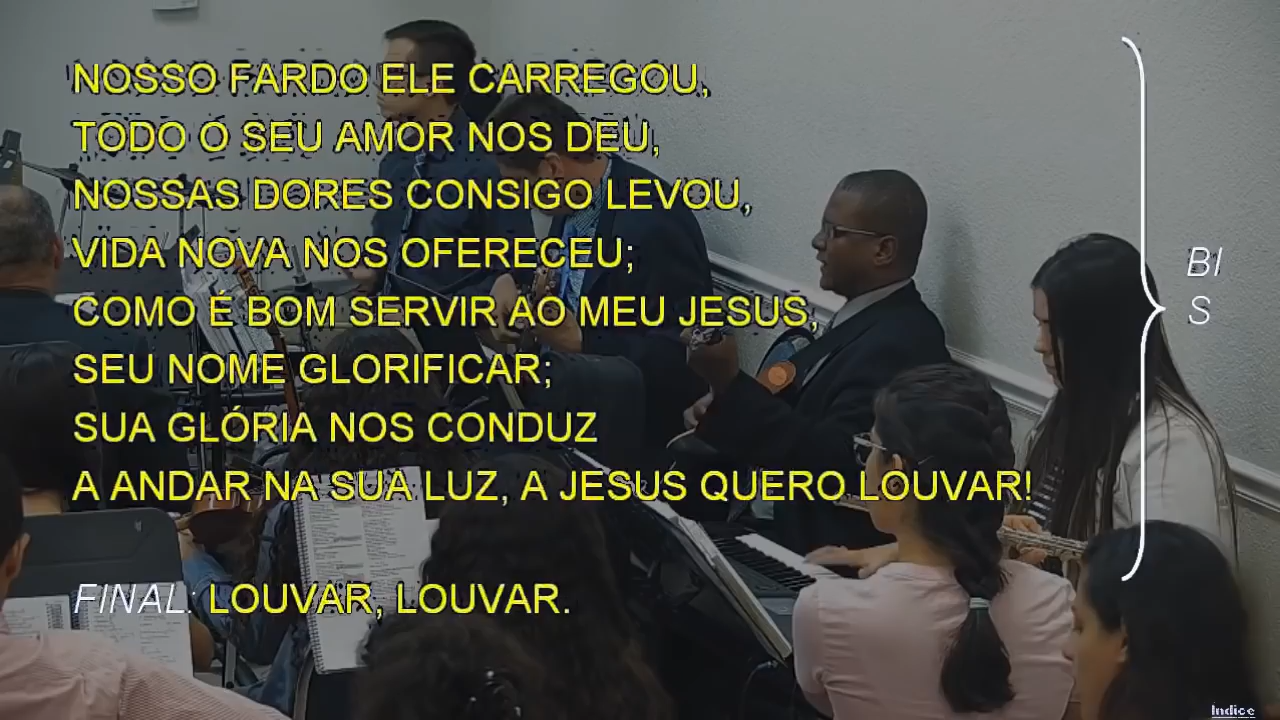 NOSSO FARDO ELE CARREGOU,
TODO O SEU AMOR NOS DEU,
NOSSAS DORES CONSIGO LEVOU,
VIDA NOVA NOS OFERECEU;
COMO É BOM SERVIR AO MEU JESUS,
SEU NOME GLORIFICAR;
SUA GLÓRIA NOS CONDUZ
A ANDAR NA SUA LUZ, A JESUS QUERO LOUVAR!
BI
S
FINAL: LOUVAR, LOUVAR.
Indice